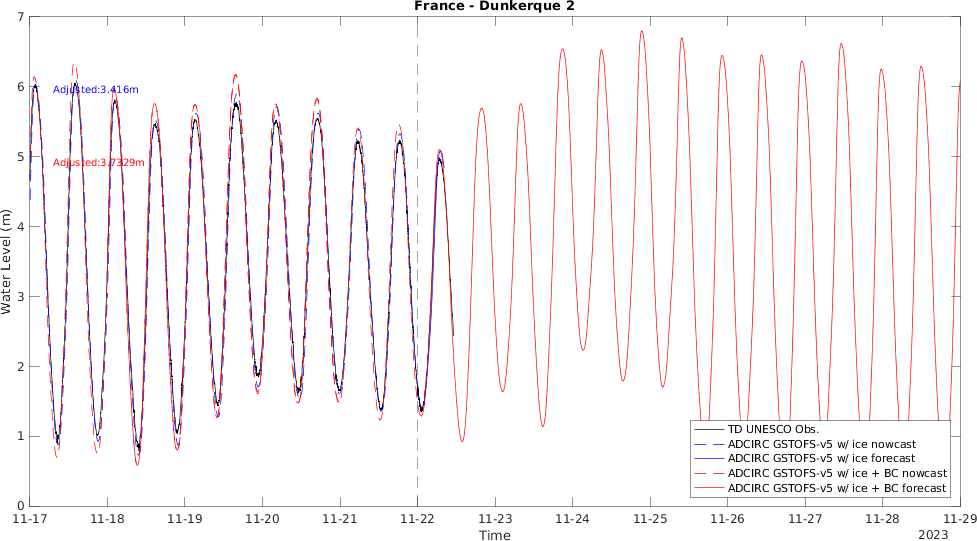 France - Dunkerque 2
7
6
5
4
3
2
1
0
Water Level (m)
Adjusted:3.416m
Adjusted:3.7329m
TD UNESCO Obs.
ADCIRC GSTOFS-v5 w/ ice nowcast
ADCIRC GSTOFS-v5 w/ ice forecast
ADCIRC GSTOFS-v5 w/ ice + BC nowcast
ADCIRC GSTOFS-v5 w/ ice + BC forecast
11-17 11-18 11-19 11-20 11-21 11-22 11-23 11-24 11-25 11-26 11-27 11-28 11-29
Time
2023